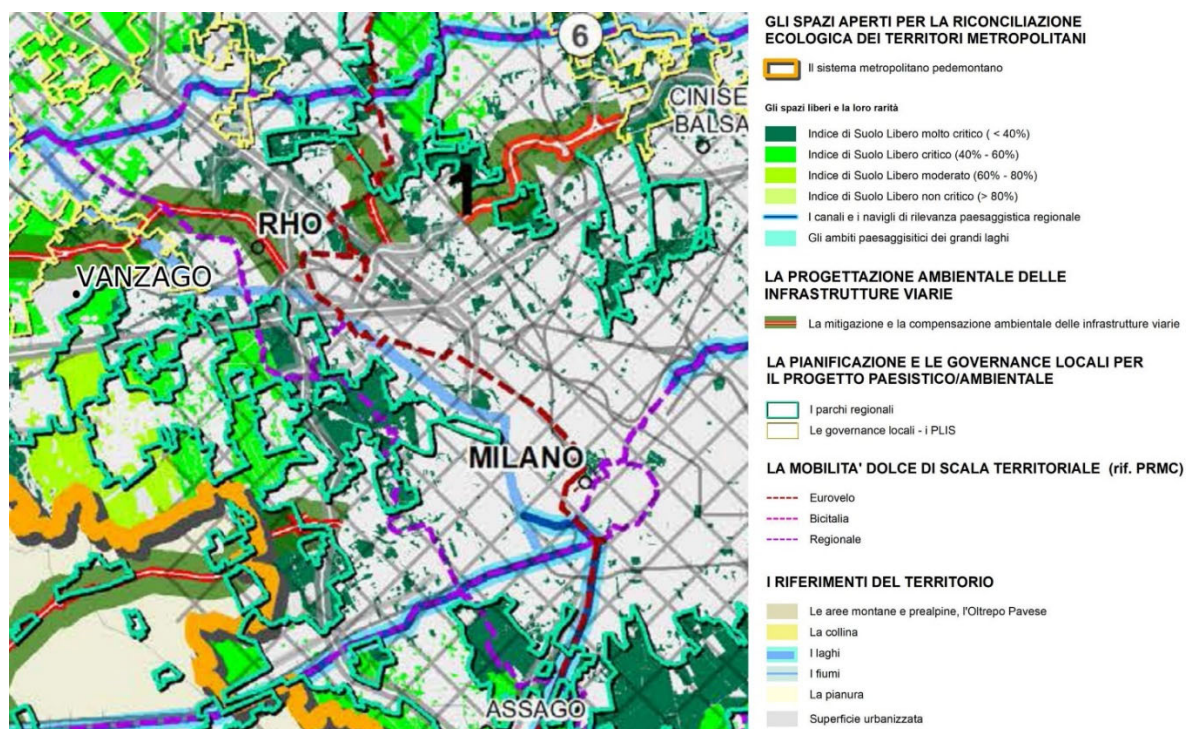 6
CINISE
BALSA
1
RHO
VANZAGO
MILANO
ASSAGO
GLI SPAZI APERTI PER LA RICONCILIAZIONE
ECOLOGICA DEI TERRITORI METROPOLITANI
Il sistema metropolitano pedemontano
Gli spazi liberi e la loro rarità
Indice di Suolo Libero molto critico ( < 40%)
Indice di Suolo Libero critico (40% - 60%)
Indice di Suolo Libero moderato (60% - 80%)
Indice di Suolo Libero non critico (> 80%)
I canali e i navigli di rilevanza paesaggistica regionale
Gli ambiti paesaggisitici dei grandi laghi
LA PROGETTAZIONE AMBIENTALE DELLE
INFRASTRUTTURE VIARIE
La mitigazione e la compensazione ambientale delle infrastrutture viarie
LA PIANIFICAZIONE E LE GOVERNANCE LOCALI PER
IL PROGETTO PAESISTICO/AMBIENTALE
I parchi regionali
Le governance locali - i PLIS
LA MOBILITA' DOLCE DI SCALA TERRITORIALE (rif. PRMC)
Eurovelo
Bicitalia
Regionale
I RIFERIMENTI DEL TERRITORIO
Le aree montane e prealpine, l'Oltrepo Pavese
La collina
I laghi
I fiumi
La pianura
Superficie urbanizzata